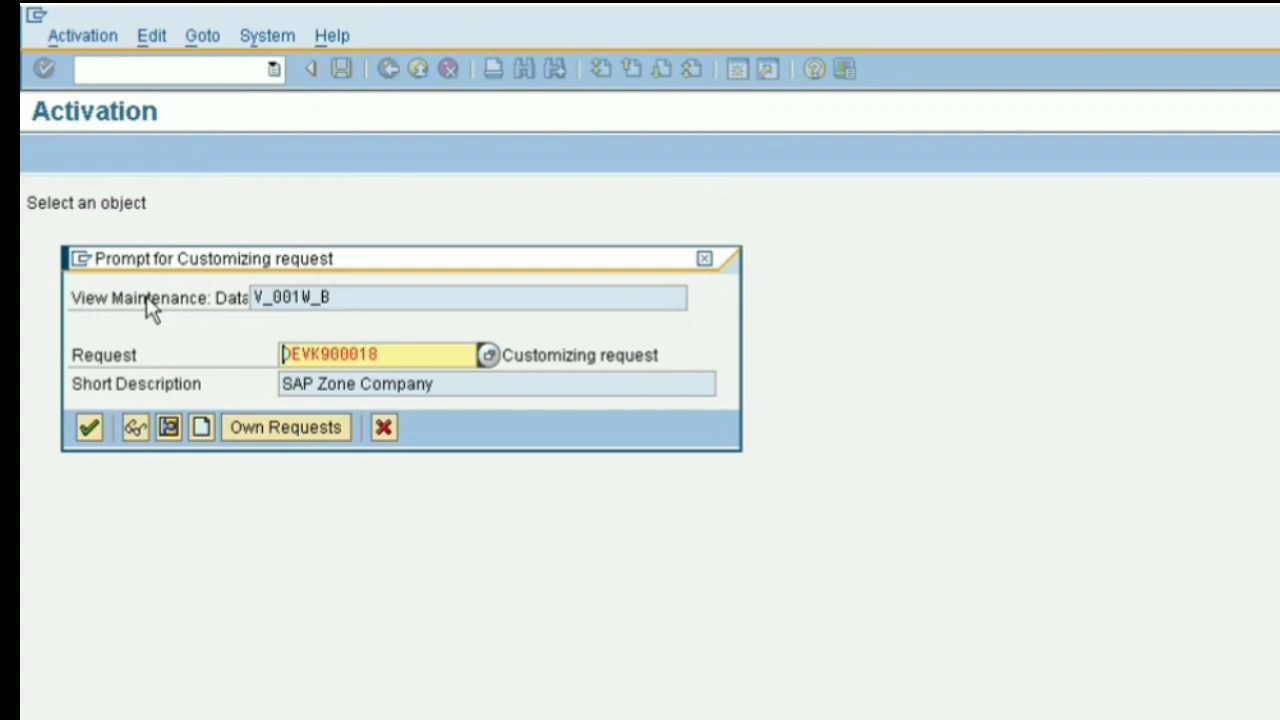 Activation Edit Goto System Help
Activation
Select an object
Prompt for Customizing request
View Maintenance: Data V_001W_B
Request DEVK900018 Customizing request
Short Description SAP Zone Company
Own Requests